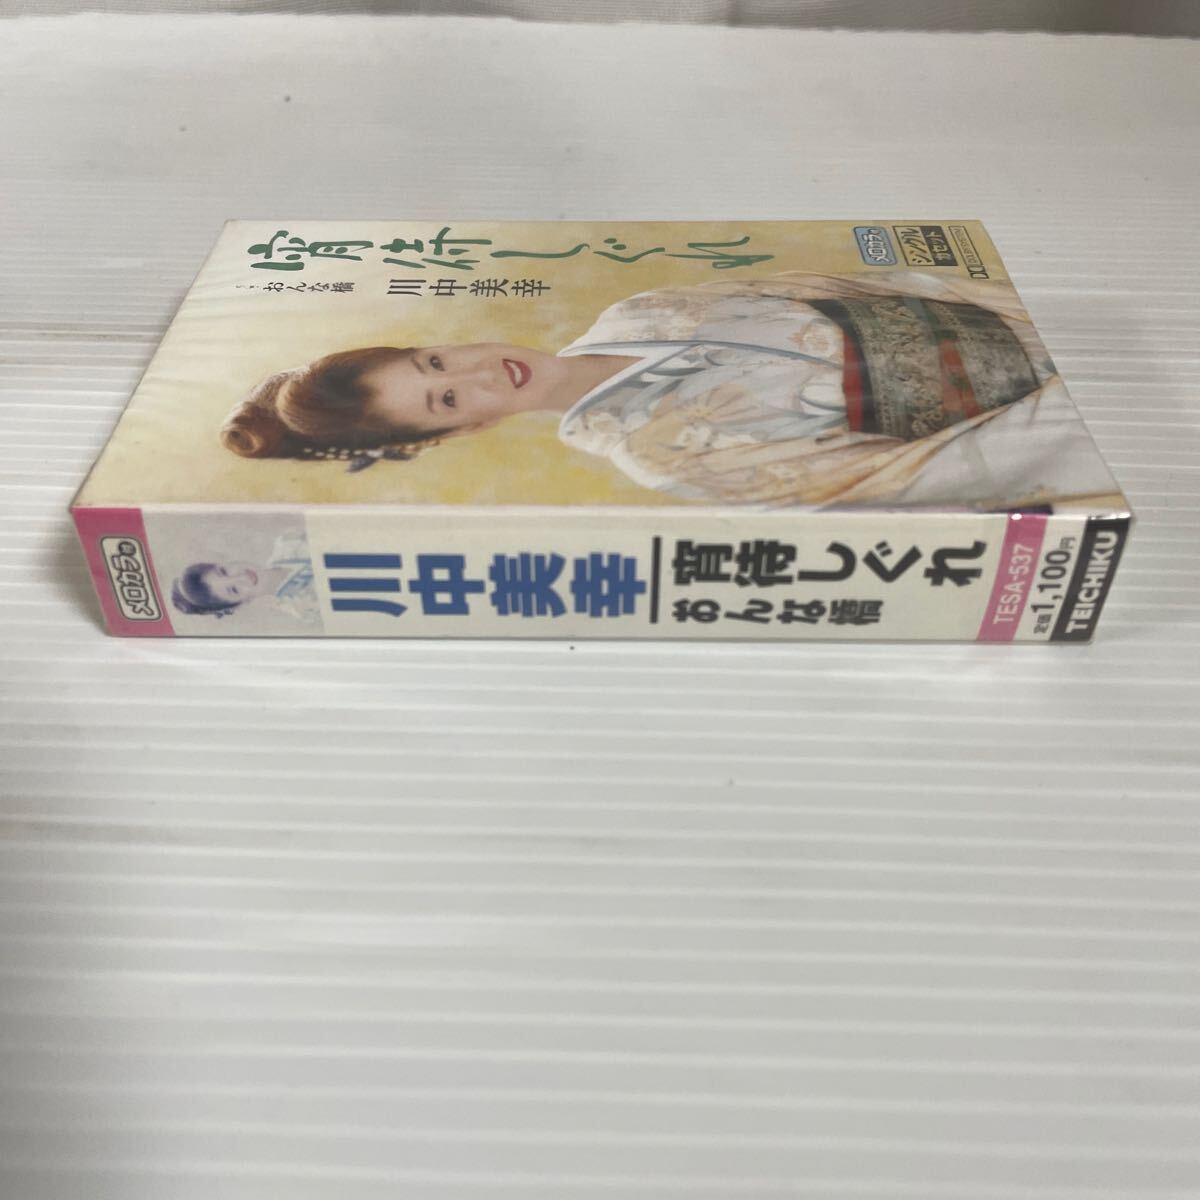 宵待しぐれ
おんな橋
川中美幸
メロカラ付
シングル
カセット
メロカラ付
川中美幸
宵待しぐれ
おんな橋
TESA-537
定価1,100円
TEICHIKU